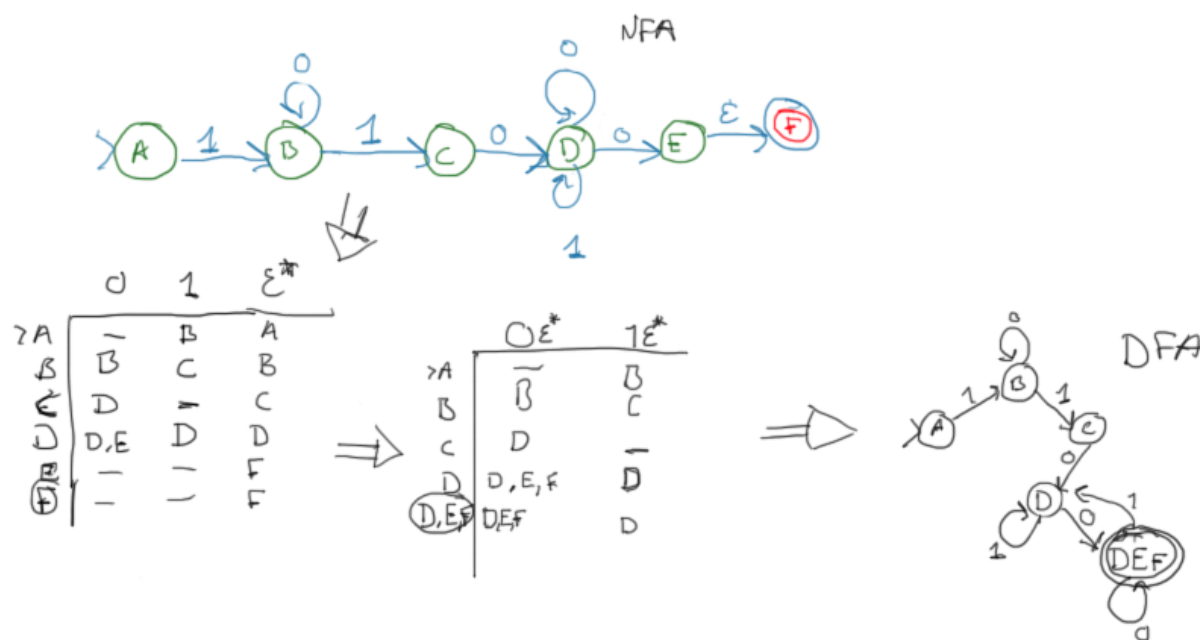 NFA
0 0
A 1 B 1 C 0 D 0 E ε F
1
0 1 ε*
>A — B A
B B C B
C D - C
D D,E D D
E — — F
F — — F
0ε* 1ε*
>A — B
B B C
C D —
D D,E,F D
D,E,F D,E,F D
DFA
0
B
1 1
A C
0
D 0 1
1
DEF
0